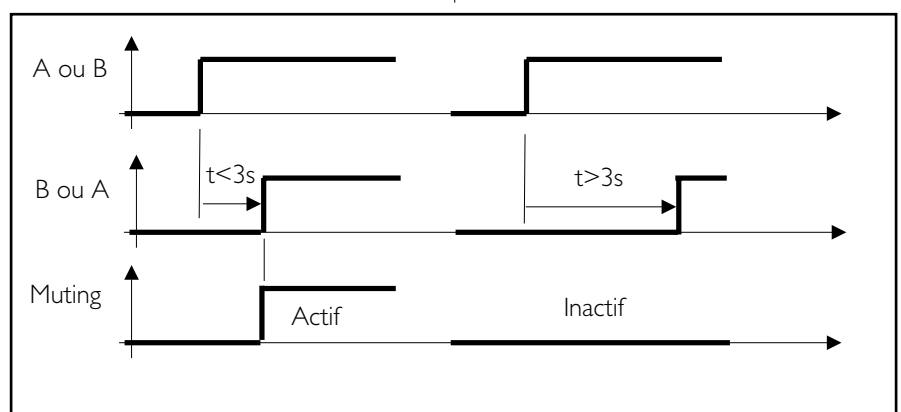 A ou B
B ou A
t<3s
t>3s
Muting
Actif
Inactif